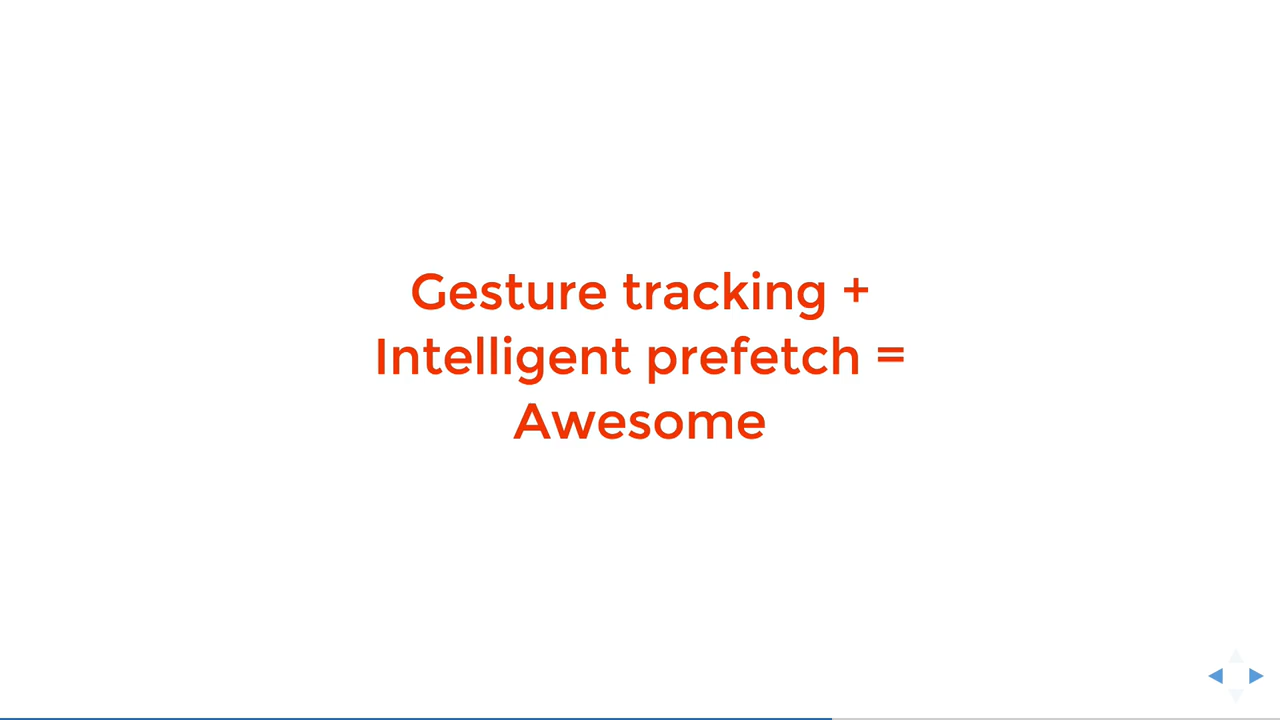 Gesture tracking +
Intelligent prefetch =
Awesome